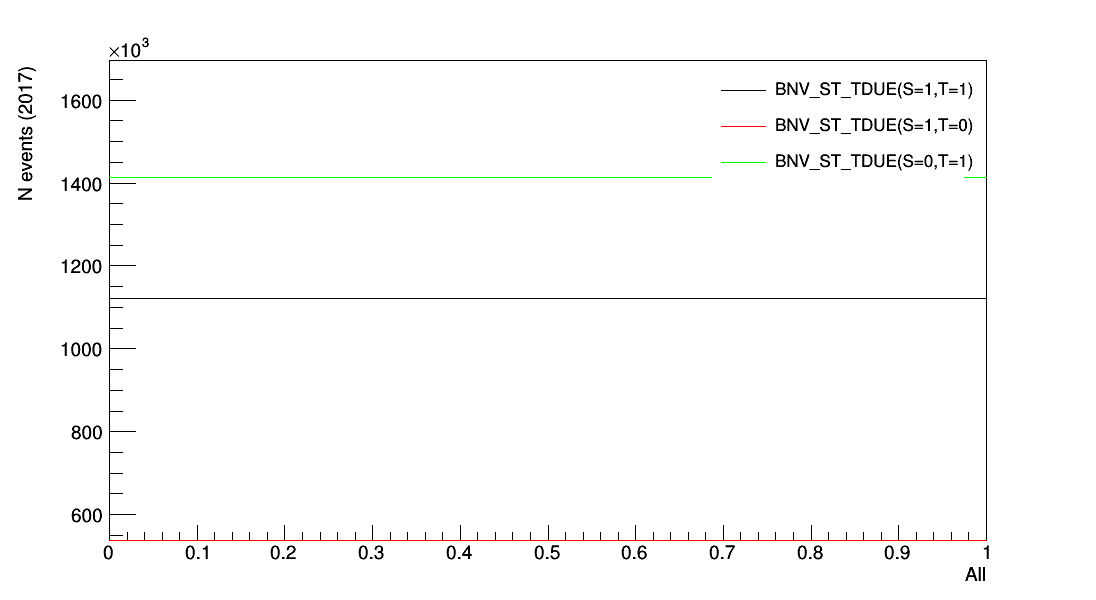 ×10³
N events (2017)
BNV_ST_TDUE(S=1,T=1)
BNV_ST_TDUE(S=1,T=0)
BNV_ST_TDUE(S=0,T=1)
1600
1400
1200
1000
800
600
0 0.1 0.2 0.3 0.4 0.5 0.6 0.7 0.8 0.9 1
All